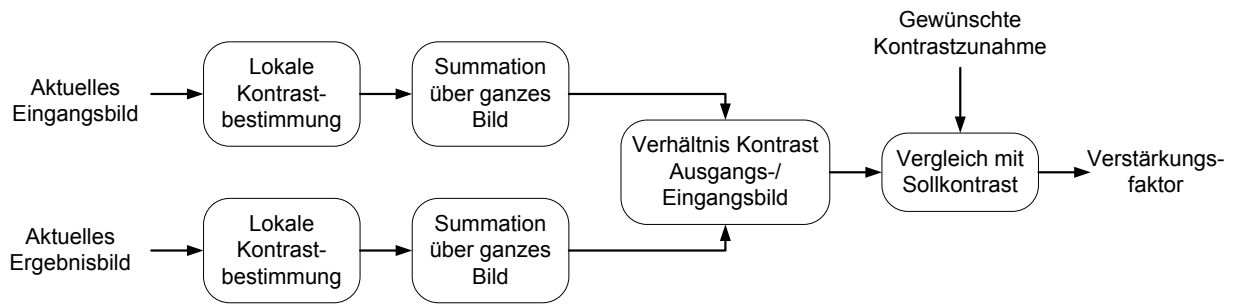 Gewünschte
Kontrastzunahme
Aktuelles
Eingangsbild
Lokale
Kontrast-
bestimmung
Summation
über ganzes
Bild
Verhältnis Kontrast
Ausgangs-/
Eingangsbild
Vergleich mit
Sollkontrast
Verstärkungs-
faktor
Aktuelles
Ergebnisbild
Lokale
Kontrast-
bestimmung
Summation
über ganzes
Bild